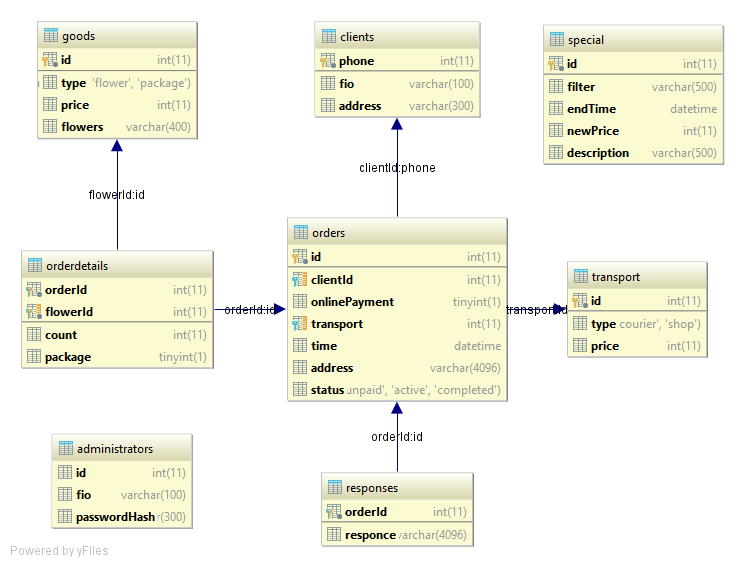 goods
id int(11)
type 'flower', 'package')
price int(11)
flowers varchar(400)
clients
phone int(11)
fio varchar(100)
address varchar(300)
special
id int(11)
filter varchar(500)
endTime datetime
newPrice int(11)
description varchar(500)
flowerId:id
clientId:phone
orderdetails
orderId int(11)
flowerId int(11)
count int(11)
package tinyint(1)
orderId:id
orders
id int(11)
clientId int(11)
onlinePayment tinyint(1)
transport int(11)
time datetime
address varchar(4096)
status unpaid', 'active', 'completed')
transport:id
transport
id int(11)
type courier', 'shop')
price int(11)
orderId:id
administrators
id int(11)
fio varchar(100)
passwordHash r(300)
responses
orderId int(11)
responce varchar(4096)
Powered by yFiles